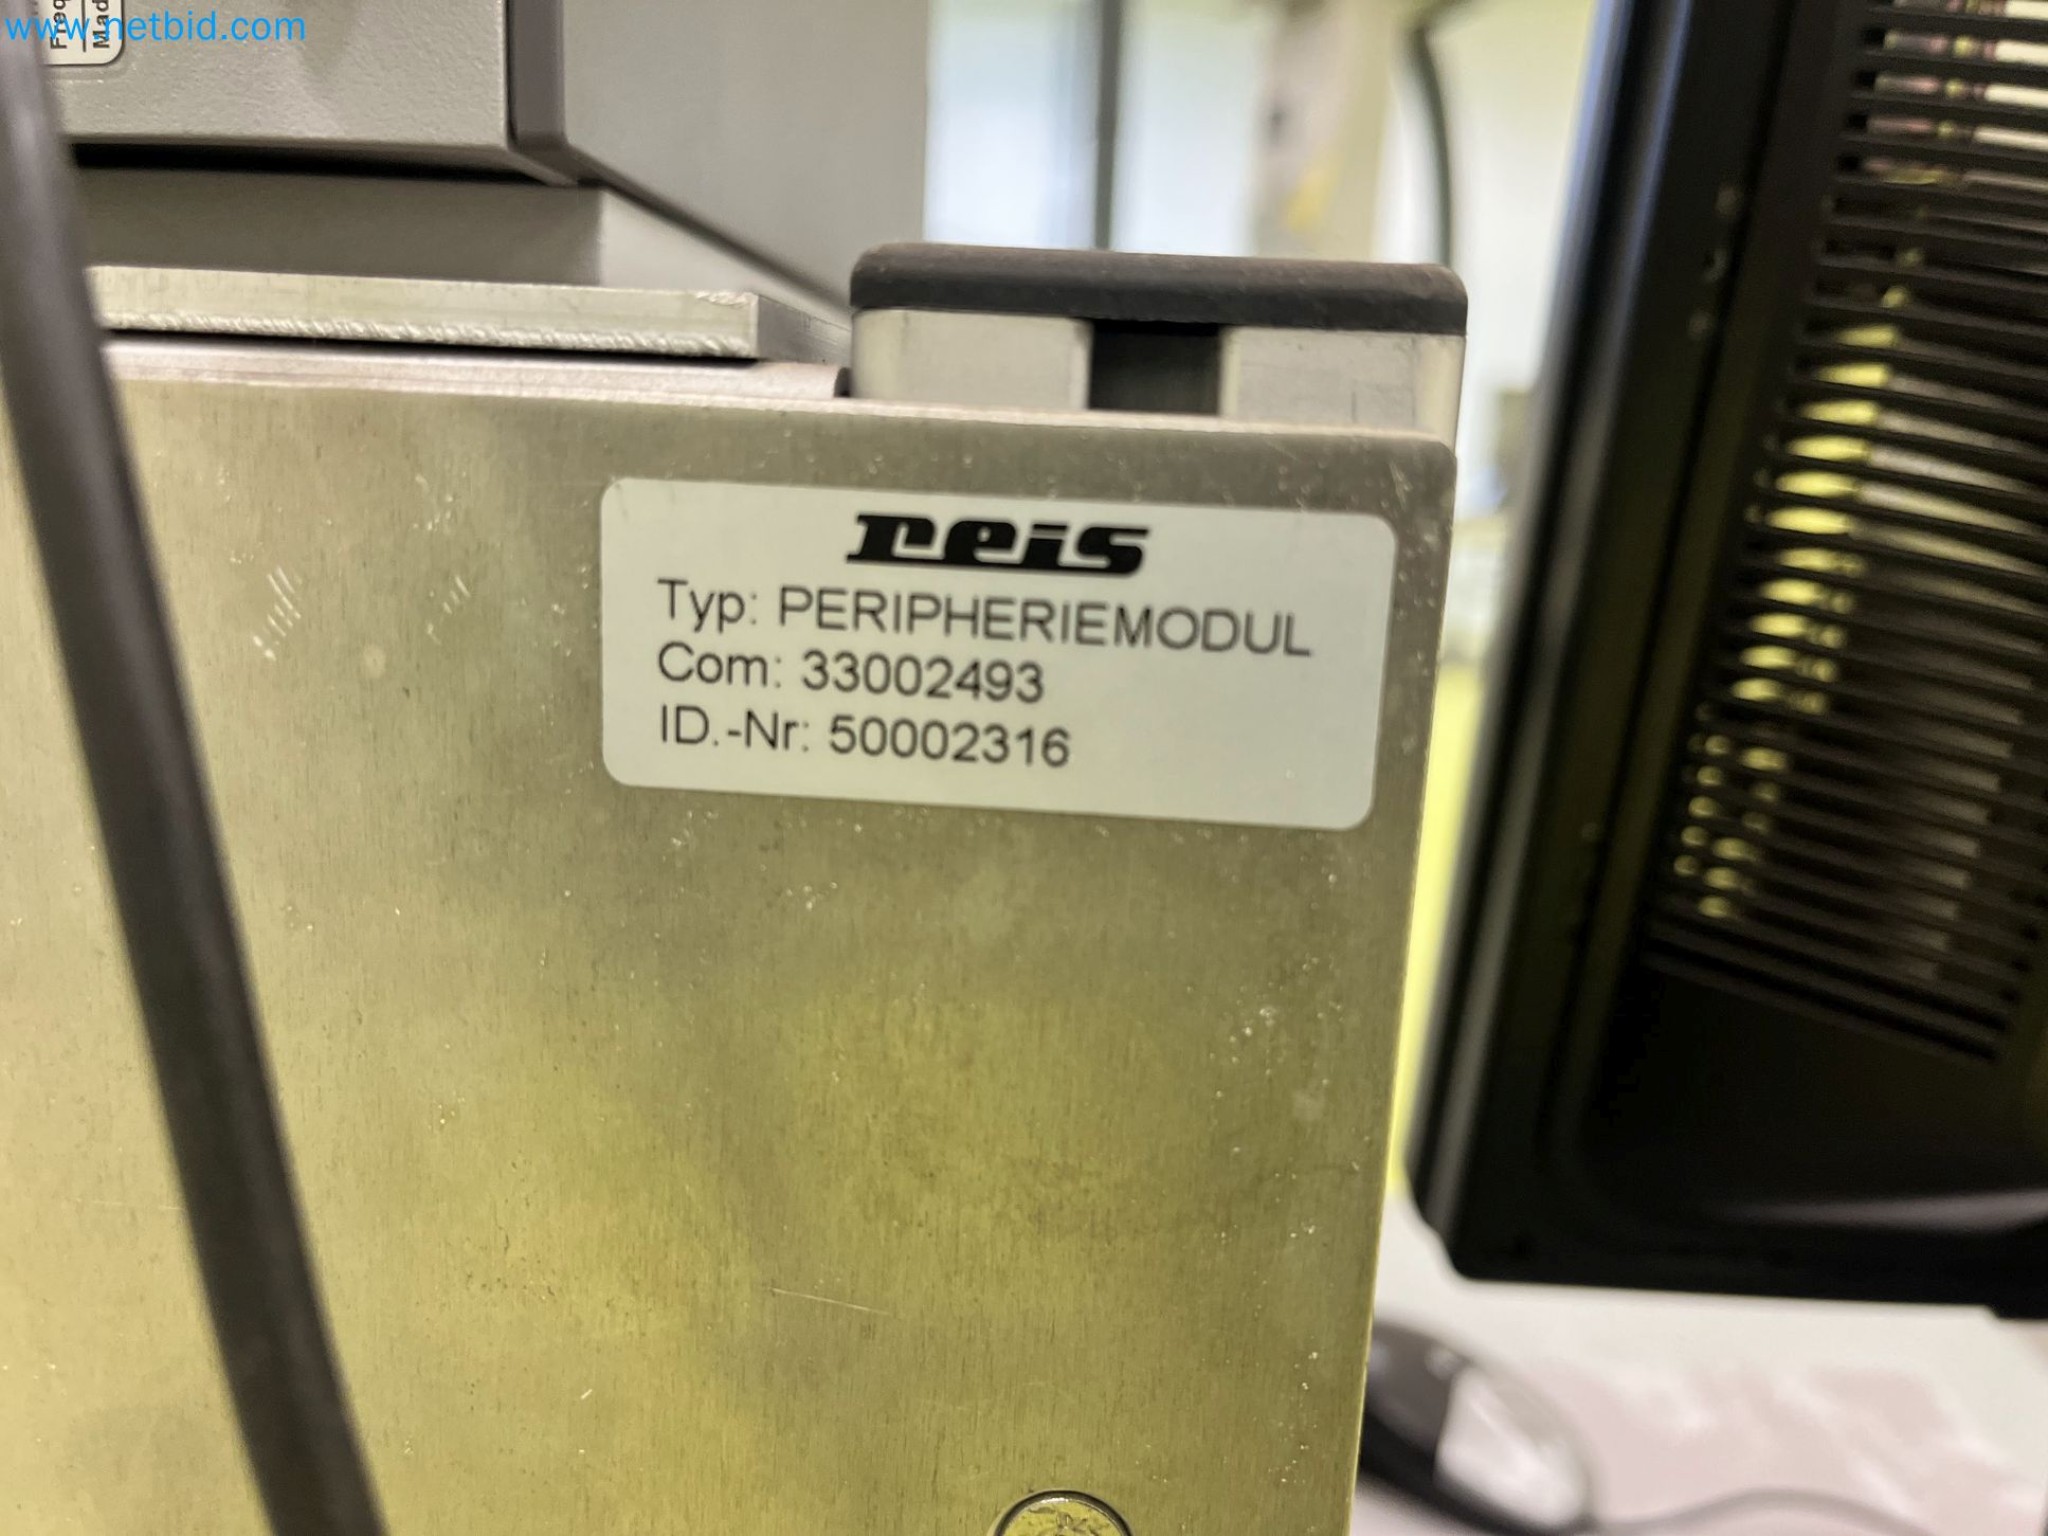 www.netbid.com
reis
Typ: PERIPHERIEMODUL
Com: 33002493
ID.-Nr: 50002316